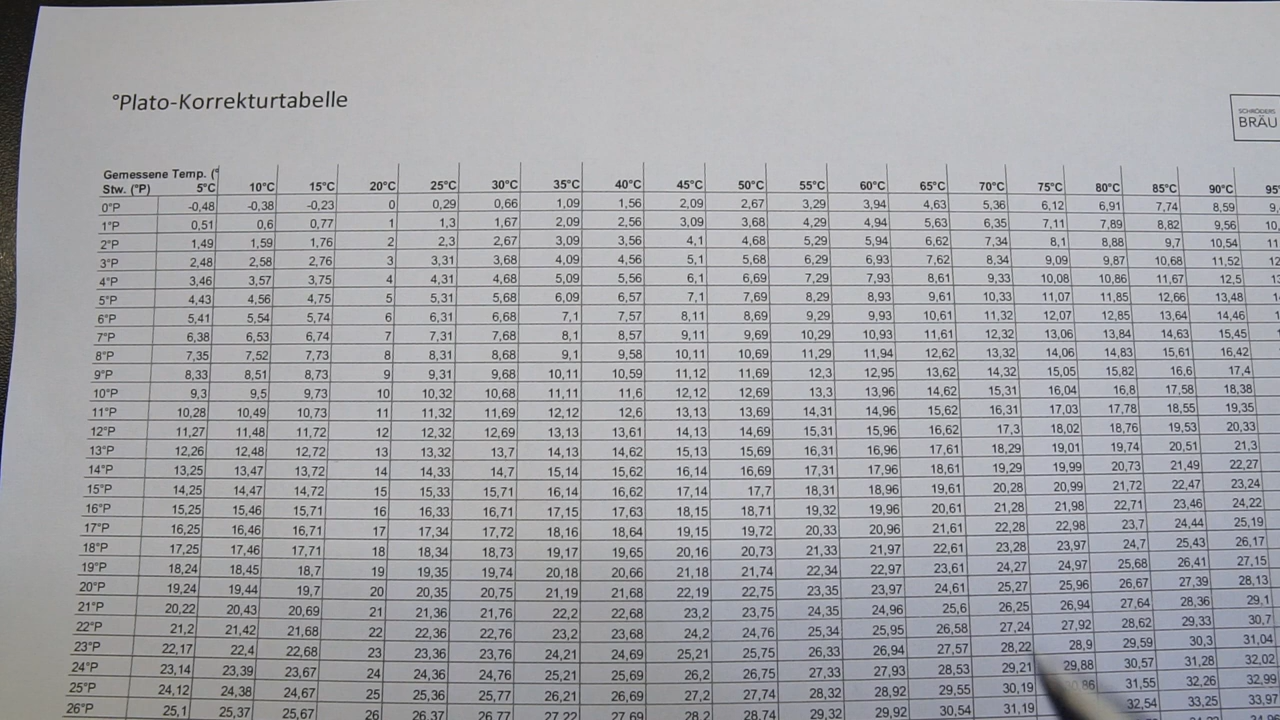 °Plato-Korrekturtabelle
SCHRÖDERS
BRÄU
Gemessene Temp. (°
Stw. (°P) 5°C 10°C 15°C 20°C 25°C 30°C 35°C 40°C 45°C 50°C 55°C 60°C 65°C 70°C 75°C 80°C 85°C 90°C 95°
0°P -0,48 -0,38 -0,23 0 0,29 0,66 1,09 1,56 2,09 2,67 3,29 3,94 4,63 5,36 6,12 6,91 7,74 8,59 9,
1°P 0,51 0,6 0,77 1 1,3 1,67 2,09 2,56 3,09 3,68 4,29 4,94 5,63 6,35 7,11 7,89 8,82 9,56 10,
2°P 1,49 1,59 1,76 2 2,3 2,67 3,09 3,56 4,1 4,68 5,29 5,94 6,62 7,34 8,1 8,88 9,7 10,54 11
3°P 2,48 2,58 2,76 3 3,31 3,68 4,09 4,56 5,1 5,68 6,29 6,93 7,62 8,34 9,09 9,87 10,68 11,52 12
4°P 3,46 3,57 3,75 4 4,31 4,68 5,09 5,56 6,1 6,69 7,29 7,93 8,61 9,33 10,08 10,86 11,67 12,5
5°P 4,43 4,56 4,75 5 5,31 5,68 6,09 6,57 7,1 7,69 8,29 8,93 9,61 10,33 11,07 11,85 12,66 13,48
6°P 5,41 5,54 5,74 6 6,31 6,68 7,1 7,57 8,11 8,69 9,29 9,93 10,61 11,32 12,07 12,85 13,64 14,46
7°P 6,38 6,53 6,74 7 7,31 7,68 8,1 8,57 9,11 9,69 10,29 10,93 11,61 12,32 13,06 13,84 14,63 15,45
8°P 7,35 7,52 7,73 8 8,31 8,68 9,1 9,58 10,11 10,69 11,29 11,94 12,62 13,32 14,06 14,83 15,61 16,42
9°P 8,33 8,51 8,73 9 9,31 9,68 10,11 10,59 11,12 11,69 12,3 12,95 13,62 14,32 15,05 15,82 16,6 17,4
10°P 9,3 9,5 9,73 10 10,32 10,68 11,11 11,6 12,12 12,69 13,3 13,96 14,62 15,31 16,04 16,8 17,58 18,38
11°P 10,28 10,49 10,73 11 11,32 11,69 12,12 12,6 13,13 13,69 14,31 14,96 15,62 16,31 17,03 17,78 18,55 19,35
12°P 11,27 11,48 11,72 12 12,32 12,69 13,13 13,61 14,13 14,69 15,31 15,96 16,62 17,3 18,02 18,76 19,53 20,33
13°P 12,26 12,48 12,72 13 13,32 13,7 14,13 14,62 15,13 15,69 16,31 16,96 17,61 18,29 19,01 19,74 20,51 21,3
14°P 13,25 13,47 13,72 14 14,33 14,7 15,14 15,62 16,14 16,69 17,31 17,96 18,61 19,29 19,99 20,73 21,49 22,27
15°P 14,25 14,47 14,72 15 15,33 15,71 16,14 16,62 17,14 17,7 18,31 18,96 19,61 20,28 20,99 21,72 22,47 23,24
16°P 15,25 15,46 15,71 16 16,33 16,71 17,15 17,63 18,15 18,71 19,32 19,96 20,61 21,28 21,98 22,71 23,46 24,22
17°P 16,25 16,46 16,71 17 17,34 17,72 18,16 18,64 19,15 19,72 20,33 20,96 21,61 22,28 22,98 23,7 24,44 25,19
18°P 17,25 17,46 17,71 18 18,34 18,73 19,17 19,65 20,16 20,73 21,33 21,97 22,61 23,28 23,97 24,7 25,43 26,17
19°P 18,24 18,45 18,7 19 19,35 19,74 20,18 20,66 21,18 21,74 22,34 22,97 23,61 24,27 24,97 25,68 26,41 27,15
20°P 19,24 19,44 19,7 20 20,35 20,75 21,19 21,68 22,19 22,75 23,35 23,97 24,61 25,27 25,96 26,67 27,39 28,13
21°P 20,22 20,43 20,69 21 21,36 21,76 22,2 22,68 23,2 23,75 24,35 24,96 25,6 26,25 26,94 27,64 28,36 29,1
22°P 21,2 21,42 21,68 22 22,36 22,76 23,2 23,68 24,2 24,76 25,34 25,95 26,58 27,24 27,92 28,62 29,33 30,7
23°P 22,17 22,4 22,68 23 23,36 23,76 24,21 24,69 25,21 25,75 26,33 26,94 27,57 28,22 28,9 29,59 30,3 31,04
24°P 23,14 23,39 23,67 24 24,36 24,76 25,21 25,69 26,2 26,75 27,33 27,93 28,53 29,21 29,88 30,57 31,28 32,02
25°P 24,12 24,38 24,67 25 25,36 25,77 26,21 26,69 27,2 27,74 28,32 28,92 29,55 30,19 31,55 32,26 32,99
26°P 25,1 25,37 25,67 26 26,37 26,77 27,22 27,69 28,2 28,74 29,32 29,92 30,54 31,19 32,54 33,25 33,97